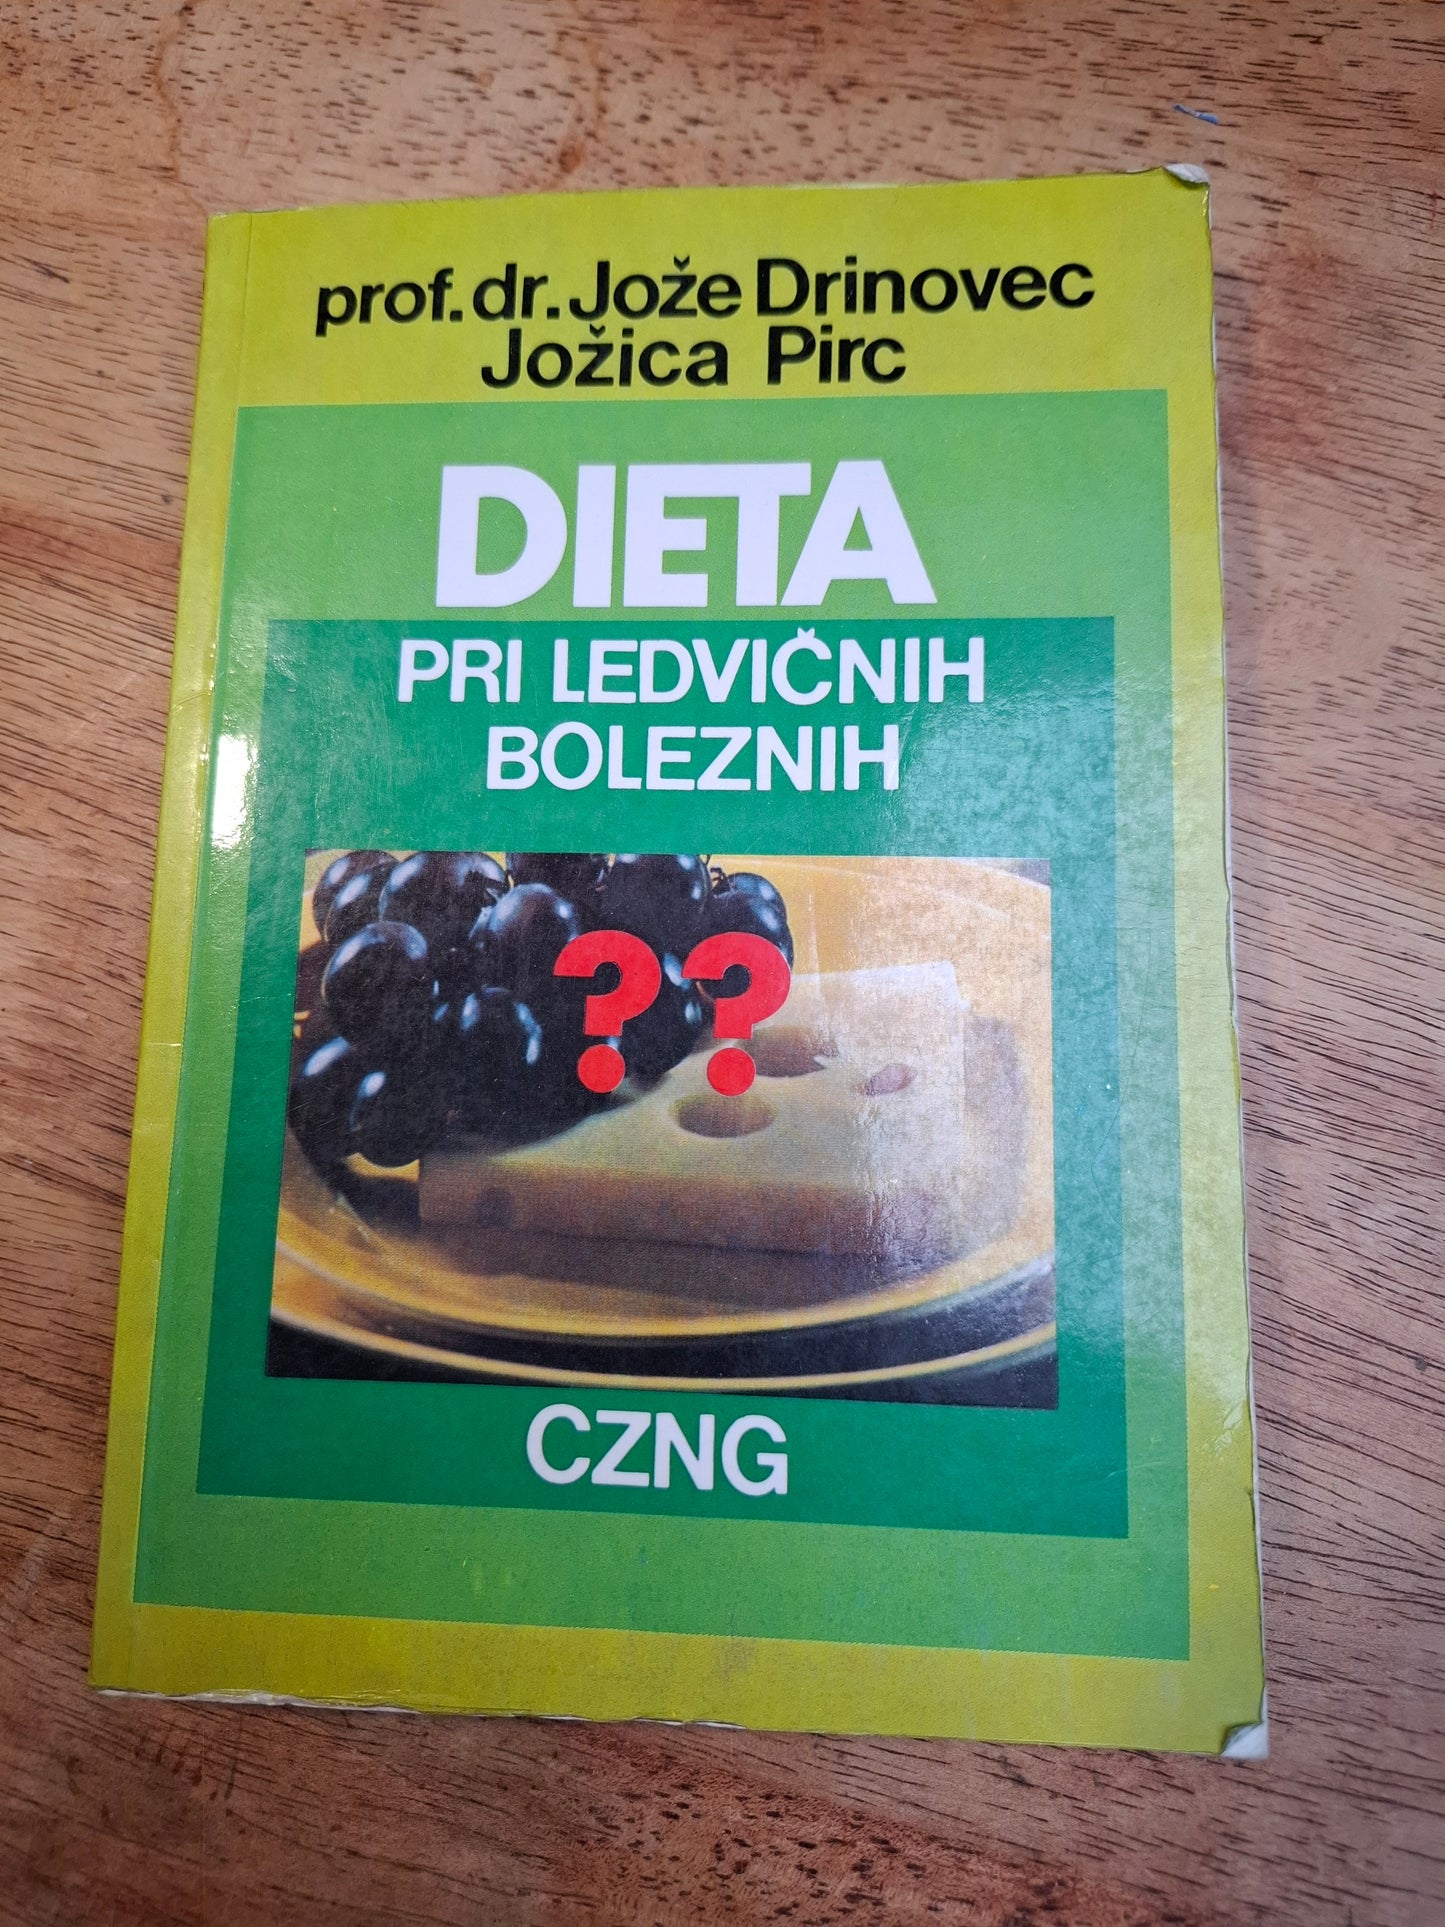 prof. dr. Jože Drinovec
Jožica Pirc
DIETA
PRI LEDVIČNIH
BOLEZNIH
??
CZNG